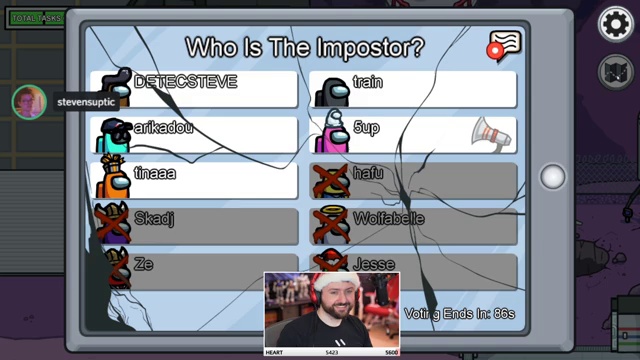 TOTAL TASKS
Who Is The Impostor?
DETECSTEVE
train
stevensuptic
arikadou
5up
tinaaa
hafu
Skadj
Wolfabelle
Ze
Jesse
Voting Ends In: 86s
HEART 5423 5600